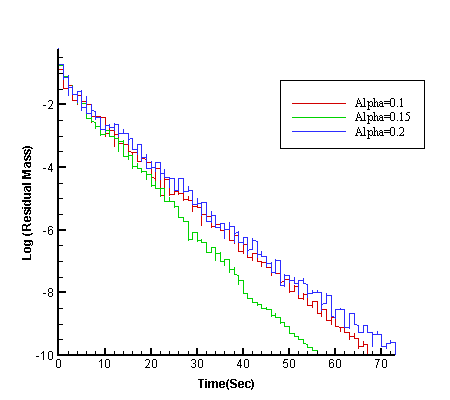 Alpha=0.1
Alpha=0.15
Alpha=0.2
-2
-4
-6
-8
-10
Log (Residual Mass)
0 10 20 30 40 50 60 70
Time(Sec)